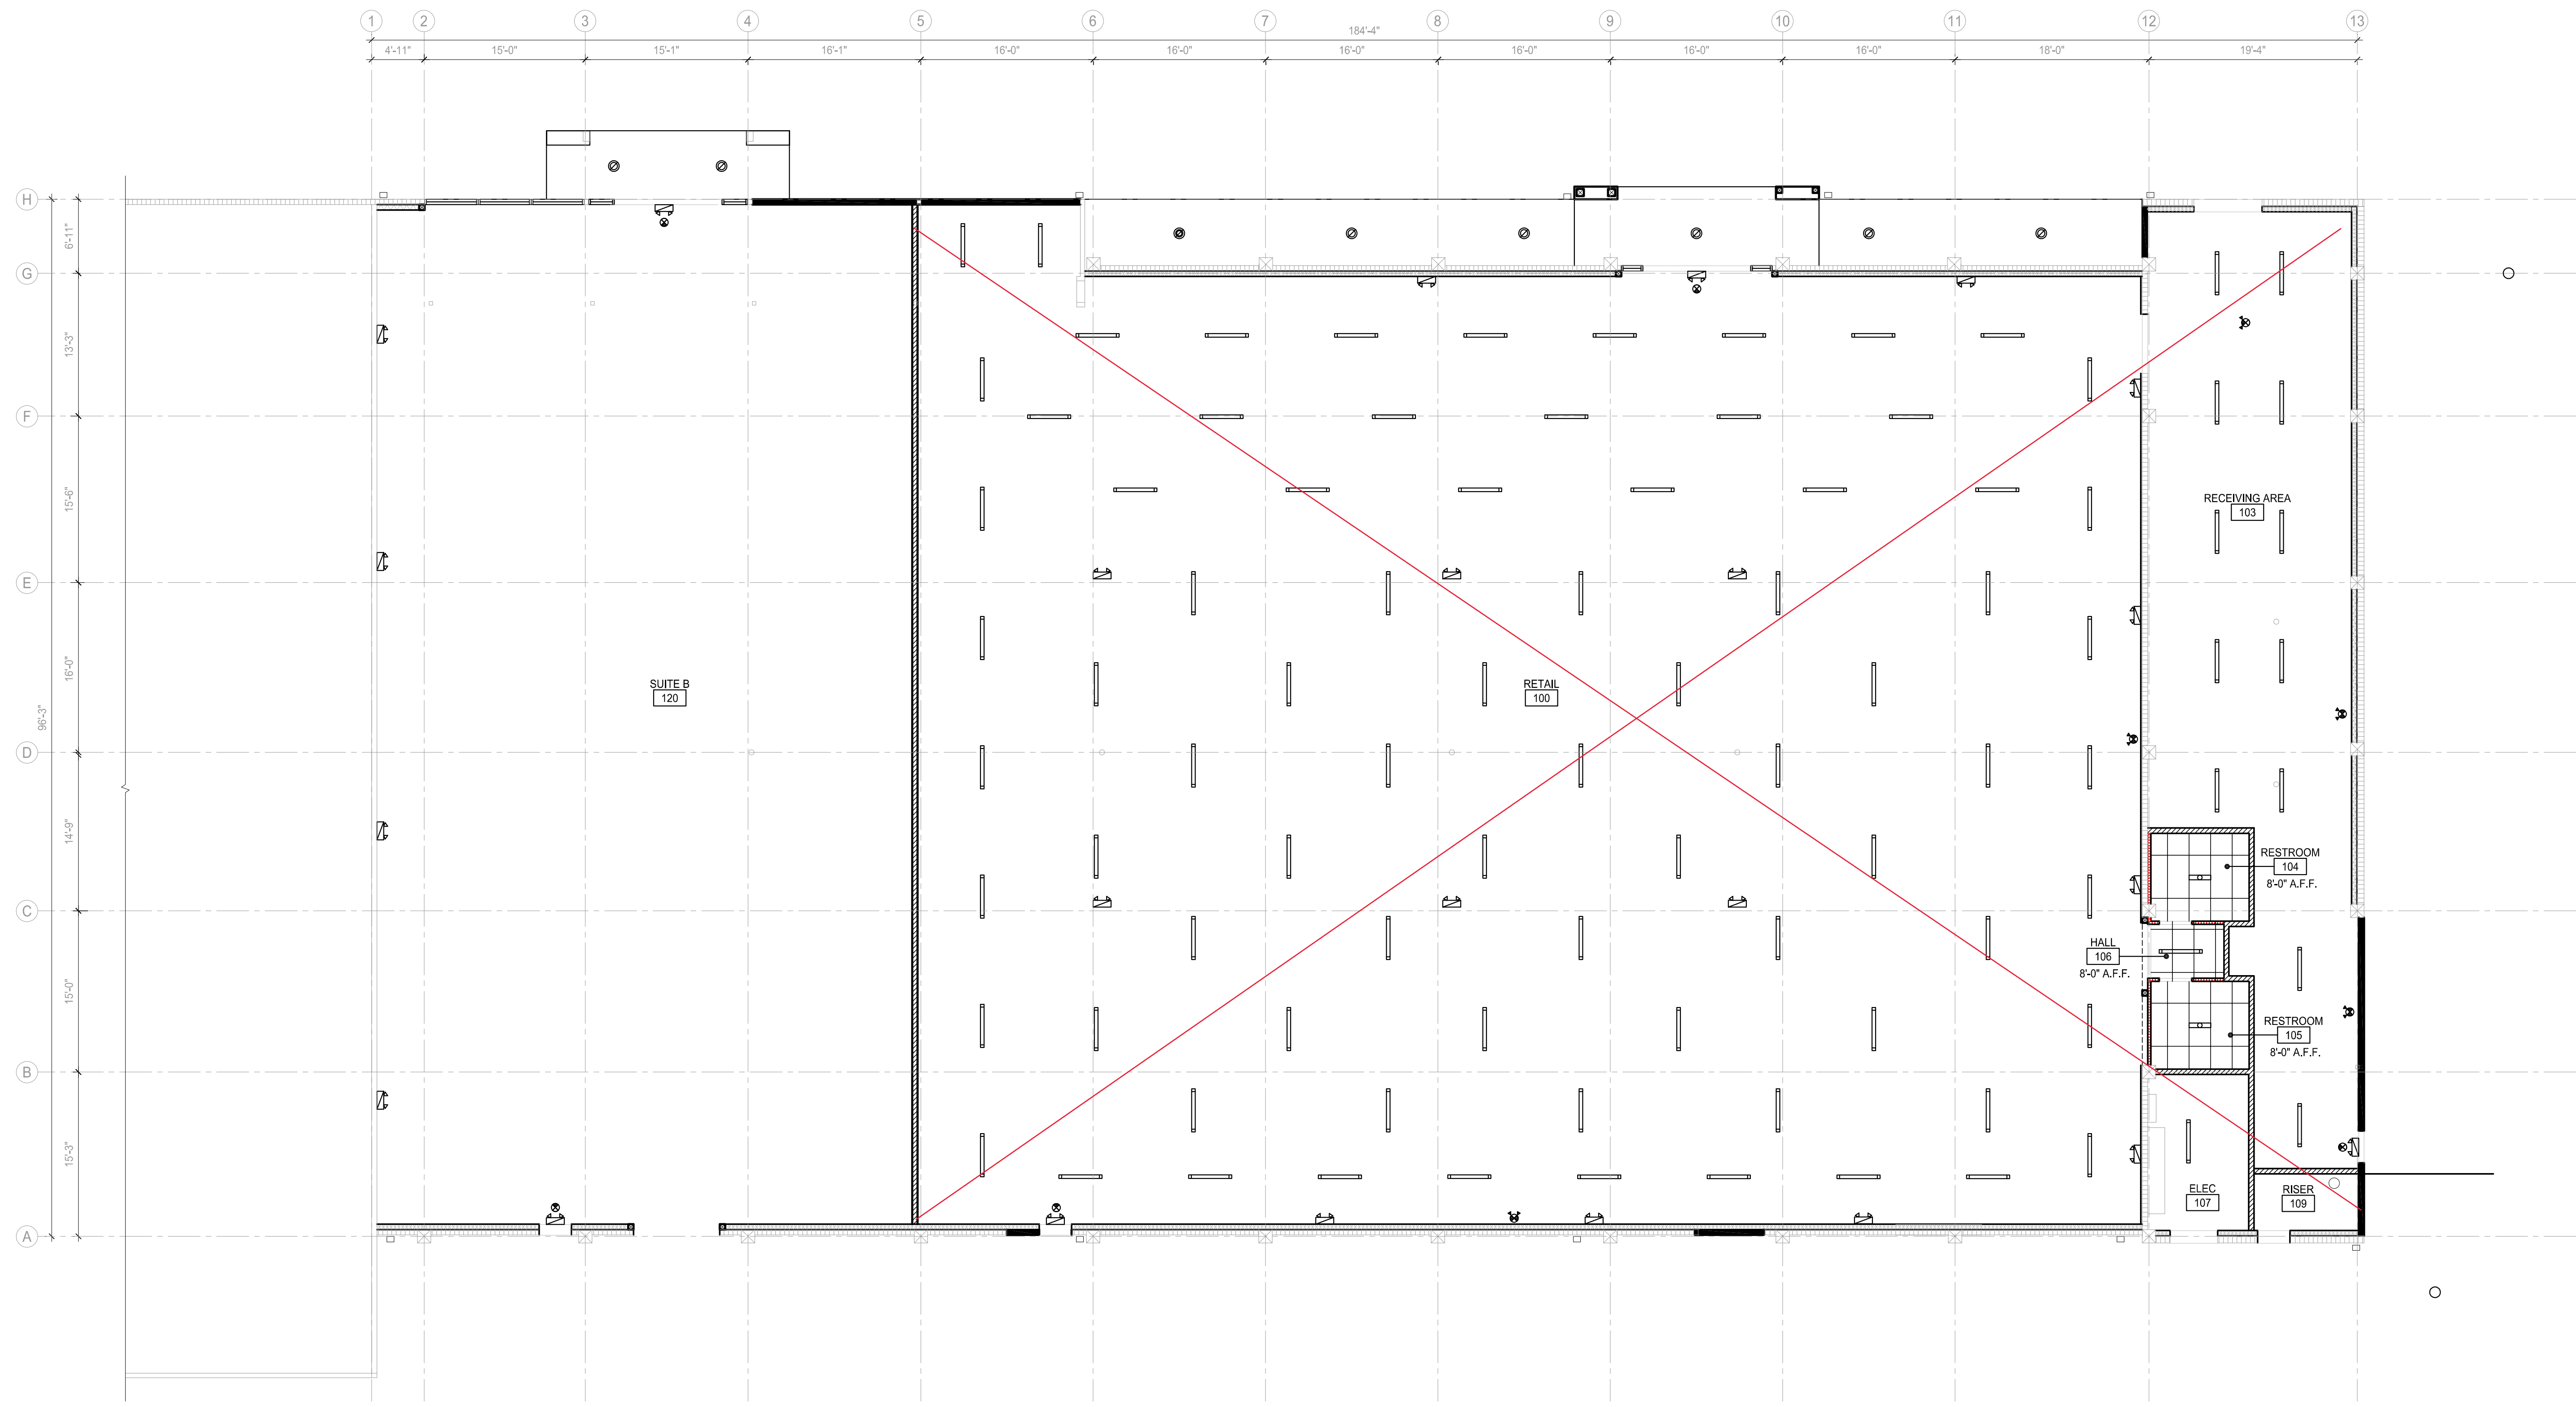 1 2 3 4 5 6 7 8 9 10 11 12 13
184'-4"
4'-11" 15'-0" 15'-1" 16'-1" 16'-0" 16'-0" 16'-0" 16'-0" 16'-0" 16'-0" 18'-0" 19'-4"
H
6'-11"
G
13'-3"
F
15'-6"
E
16'-0"
96'-3"
D
14'-9"
C
15'-0"
B
15'-3"
A
SUITE B
120
RETAIL
100
RECEIVING AREA
103
RESTROOM
104
8'-0" A.F.F.
HALL
106
8'-0" A.F.F.
RESTROOM
105
8'-0" A.F.F.
ELEC
107
RISER
109